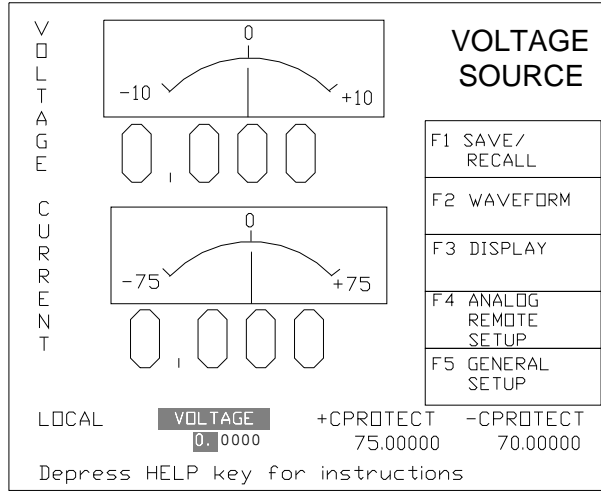 VOLTAGE
0
-10 +10
0,000
VOLTAGE
SOURCE
F1 SAVE/
RECALL
F2 WAVEFORM
F3 DISPLAY
F4 ANALOG
REMOTE
SETUP
F5 GENERAL
SETUP
CURRENT
0
-75 +75
0,000
LOCAL VOLTAGE +CPROTECT -CPROTECT
0.0000 75.00000 70.00000
Depress HELP key for instructions